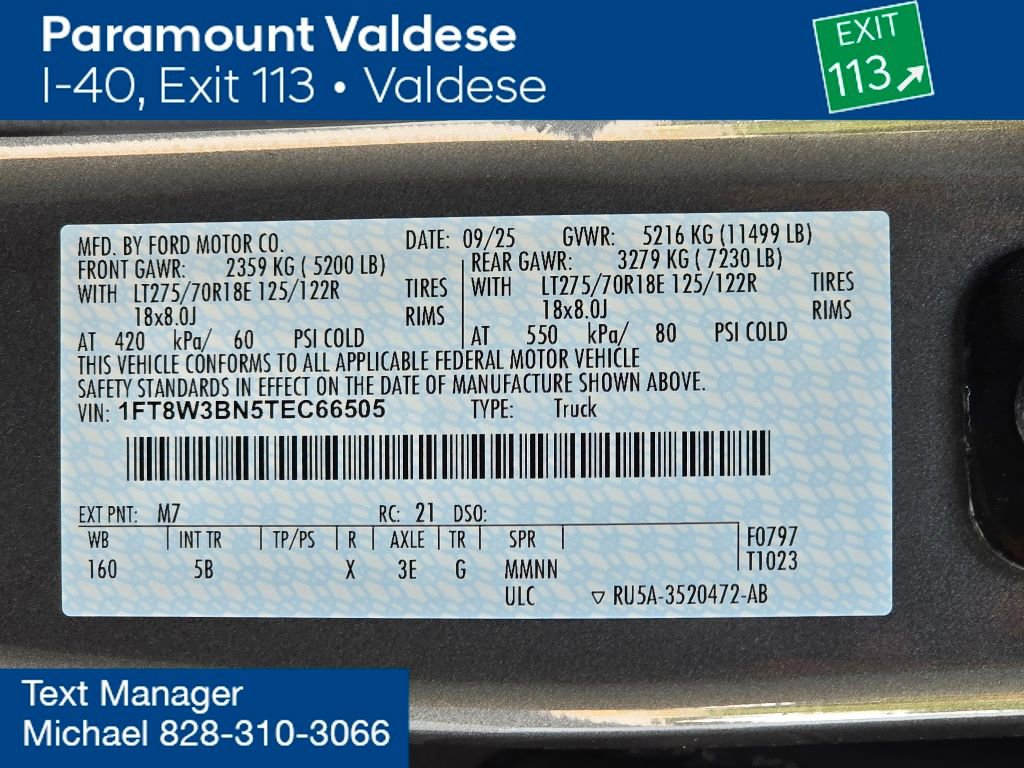 Paramount Valdese
I-40, Exit 113 • Valdese
EXIT
113
MFD. BY FORD MOTOR CO. DATE: 09/25 GVWR: 5216 KG (11499 LB)
FRONT GAWR: 2359 KG ( 5200 LB) REAR GAWR: 3279 KG ( 7230 LB)
WITH LT275/70R18E 125/122R TIRES WITH LT275/70R18E 125/122R TIRES
18x8.0J RIMS 18x8.0J RIMS
AT 420 kPa/ 60 PSI COLD AT 550 kPa/ 80 PSI COLD
THIS VEHICLE CONFORMS TO ALL APPLICABLE FEDERAL MOTOR VEHICLE
SAFETY STANDARDS IN EFFECT ON THE DATE OF MANUFACTURE SHOWN ABOVE.
VIN: 1FT8W3BN5TEC66505 TYPE: Truck
EXT PNT: M7 RC: 21 DSO:
WB INT TR TP/PS R AXLE TR SPR F0797
160 5B X 3E G MMNN T1023
ULC ▽ RU5A-3520472-AB
Text Manager
Michael 828-310-3066